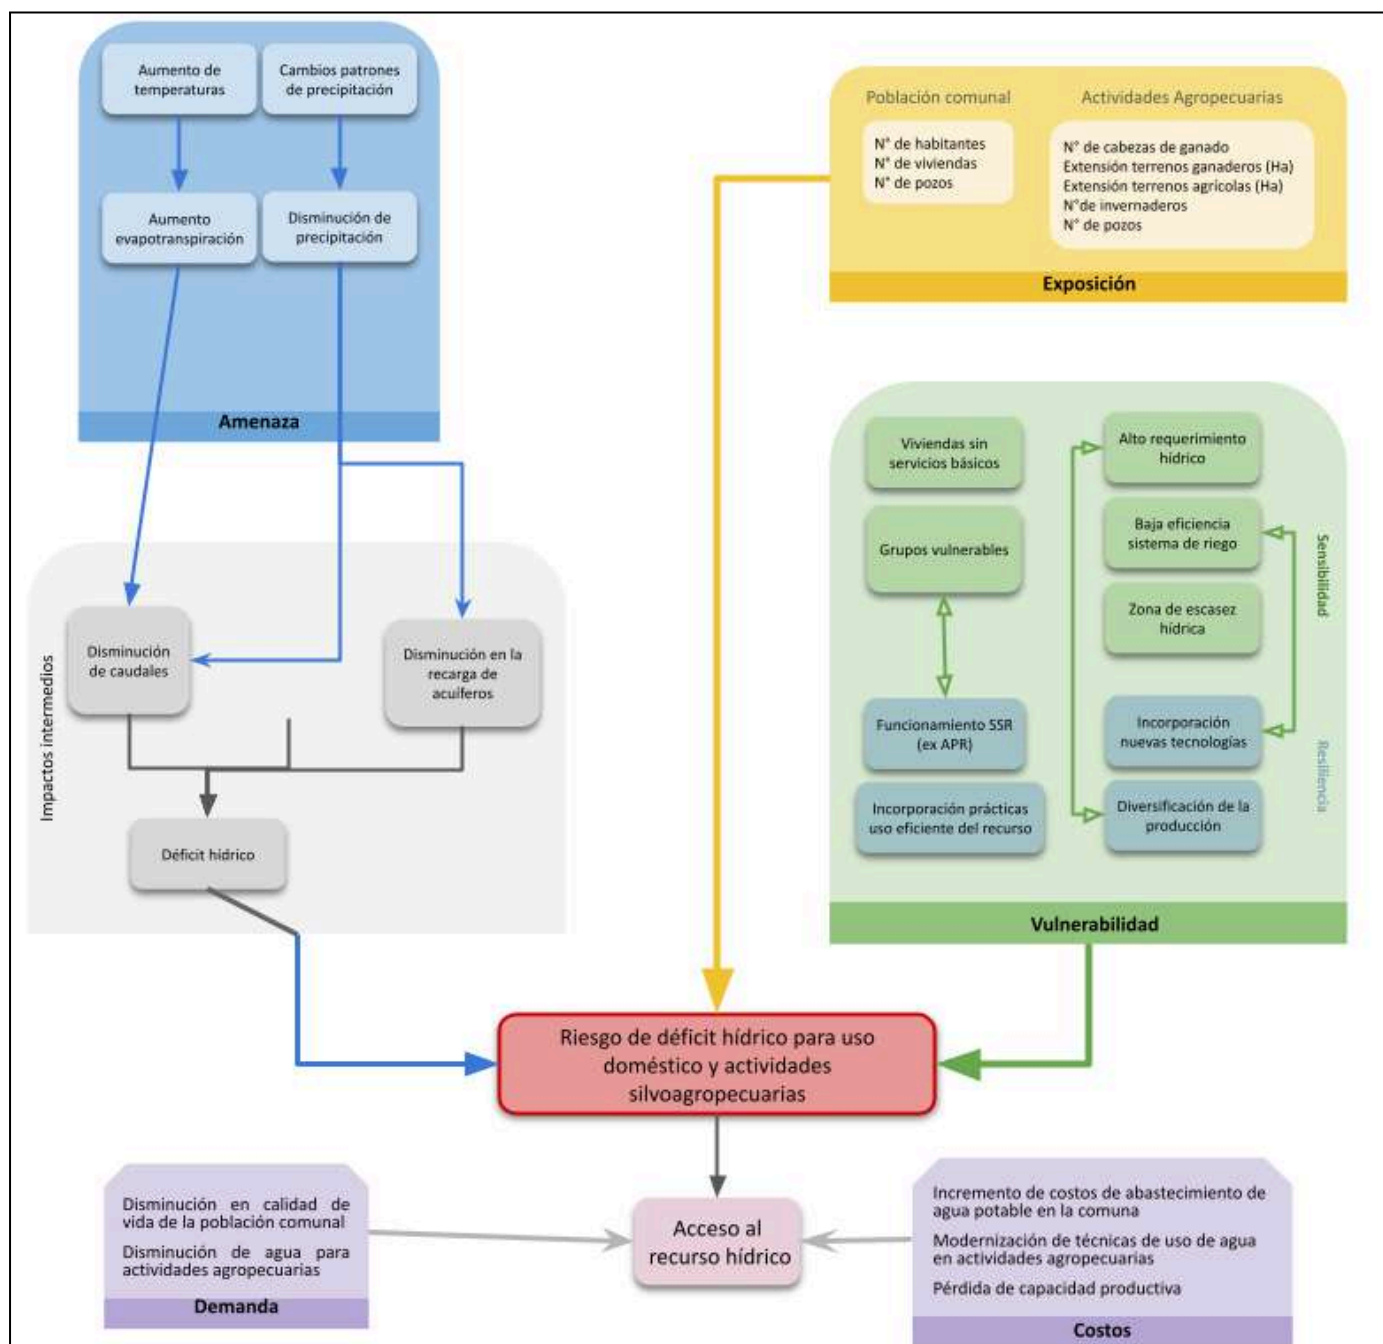 Aumento de
temperaturas
Cambios patrones
de precipitación
Aumento
evapotranspiración
Disminución de
precipitación
Amenaza
Población comunal
N° de habitantes
N° de viviendas
N° de pozos
Actividades Agropecuarias
N° de cabezas de ganado
Extensión terrenos ganaderos (Ha)
Extensión terrenos agrícolas (Ha)
N°de invernaderos
N° de pozos
Exposición
Impactos intermedios
Disminución
de caudales
Disminución en la
recarga de
acuíferos
Déficit hídrico
Viviendas sin
servicios básicos
Grupos vulnerables
Funcionamiento SSR
(ex APR)
Incorporación prácticas
uso eficiente del recurso
Alto requerimiento
hídrico
Baja eficiencia
sistema de riego
Zona de escasez
hídrica
Incorporación
nuevas tecnologías
Diversificación de la
producción
Sensibilidad
Resiliencia
Vulnerabilidad
Riesgo de déficit hídrico para uso
doméstico y actividades
silvoagropecuarias
Disminución en calidad de
vida de la población comunal
Disminución de agua para
actividades agropecuarias
Demanda
Acceso al
recurso hídrico
Incremento de costos de abastecimiento de
agua potable en la comuna
Modernización de técnicas de uso de agua
en actividades agropecuarias
Pérdida de capacidad productiva
Costos